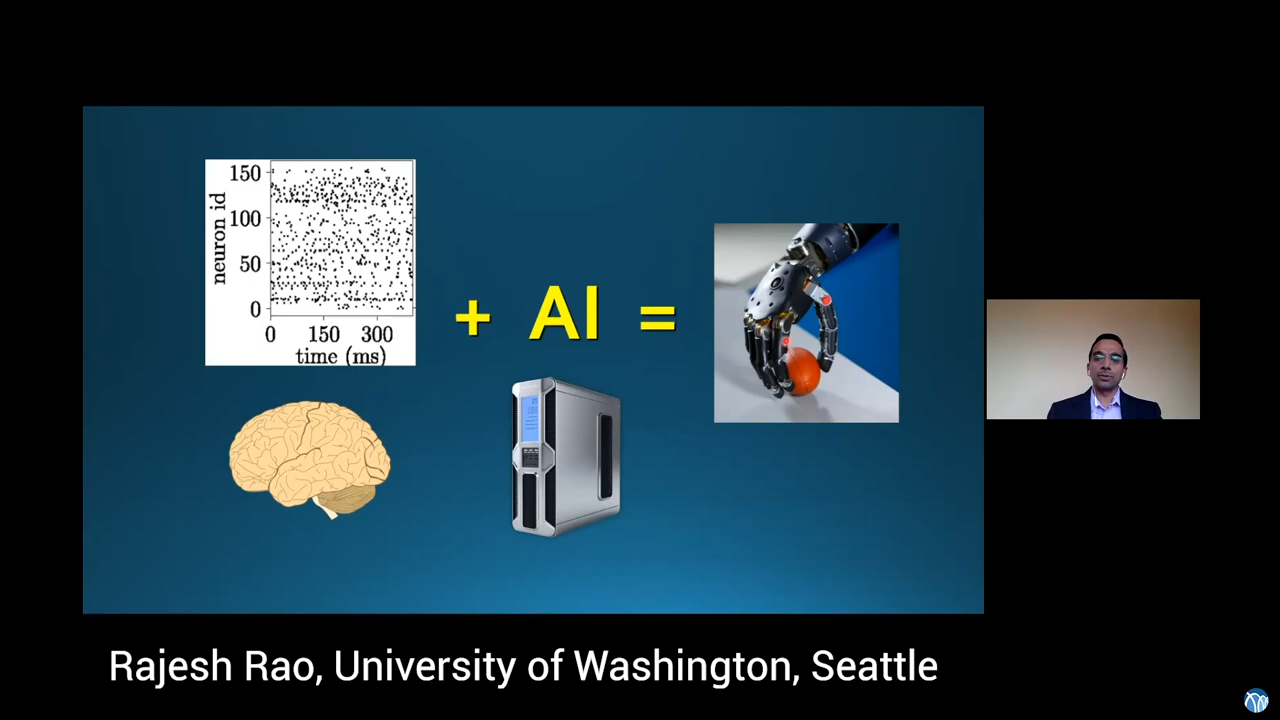 150
100
50
0
neuron id
0 150 300
time (ms)
+ AI =
Rajesh Rao, University of Washington, Seattle